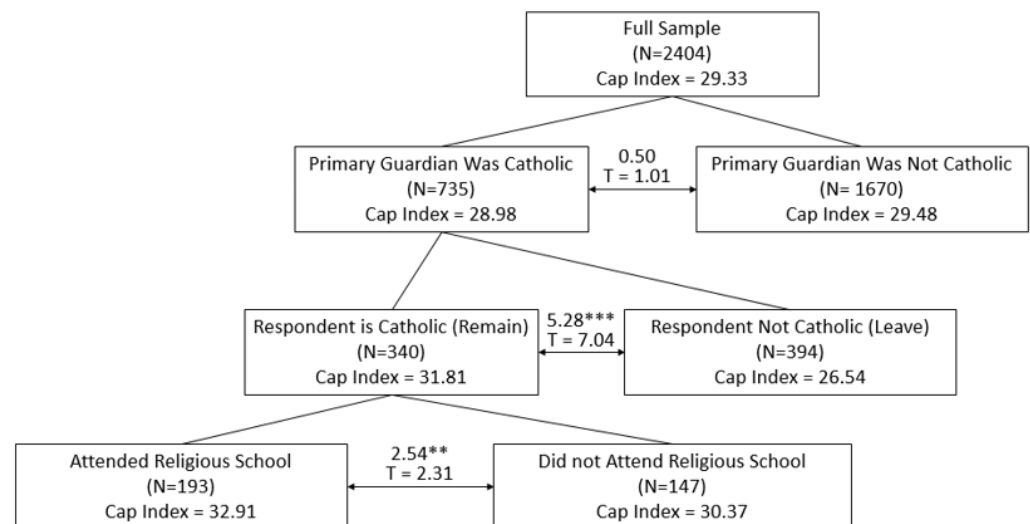 Full Sample
(N=2404)
Cap Index = 29.33
Primary Guardian Was Catholic
(N=735)
Cap Index = 28.98
0.50
T = 1.01
Primary Guardian Was Not Catholic
(N= 1670)
Cap Index = 29.48
Respondent is Catholic (Remain)
(N=340)
Cap Index = 31.81
5.28***
T = 7.04
Respondent Not Catholic (Leave)
(N=394)
Cap Index = 26.54
Attended Religious School
(N=193)
Cap Index = 32.91
2.54**
T = 2.31
Did not Attend Religious School
(N=147)
Cap Index = 30.37